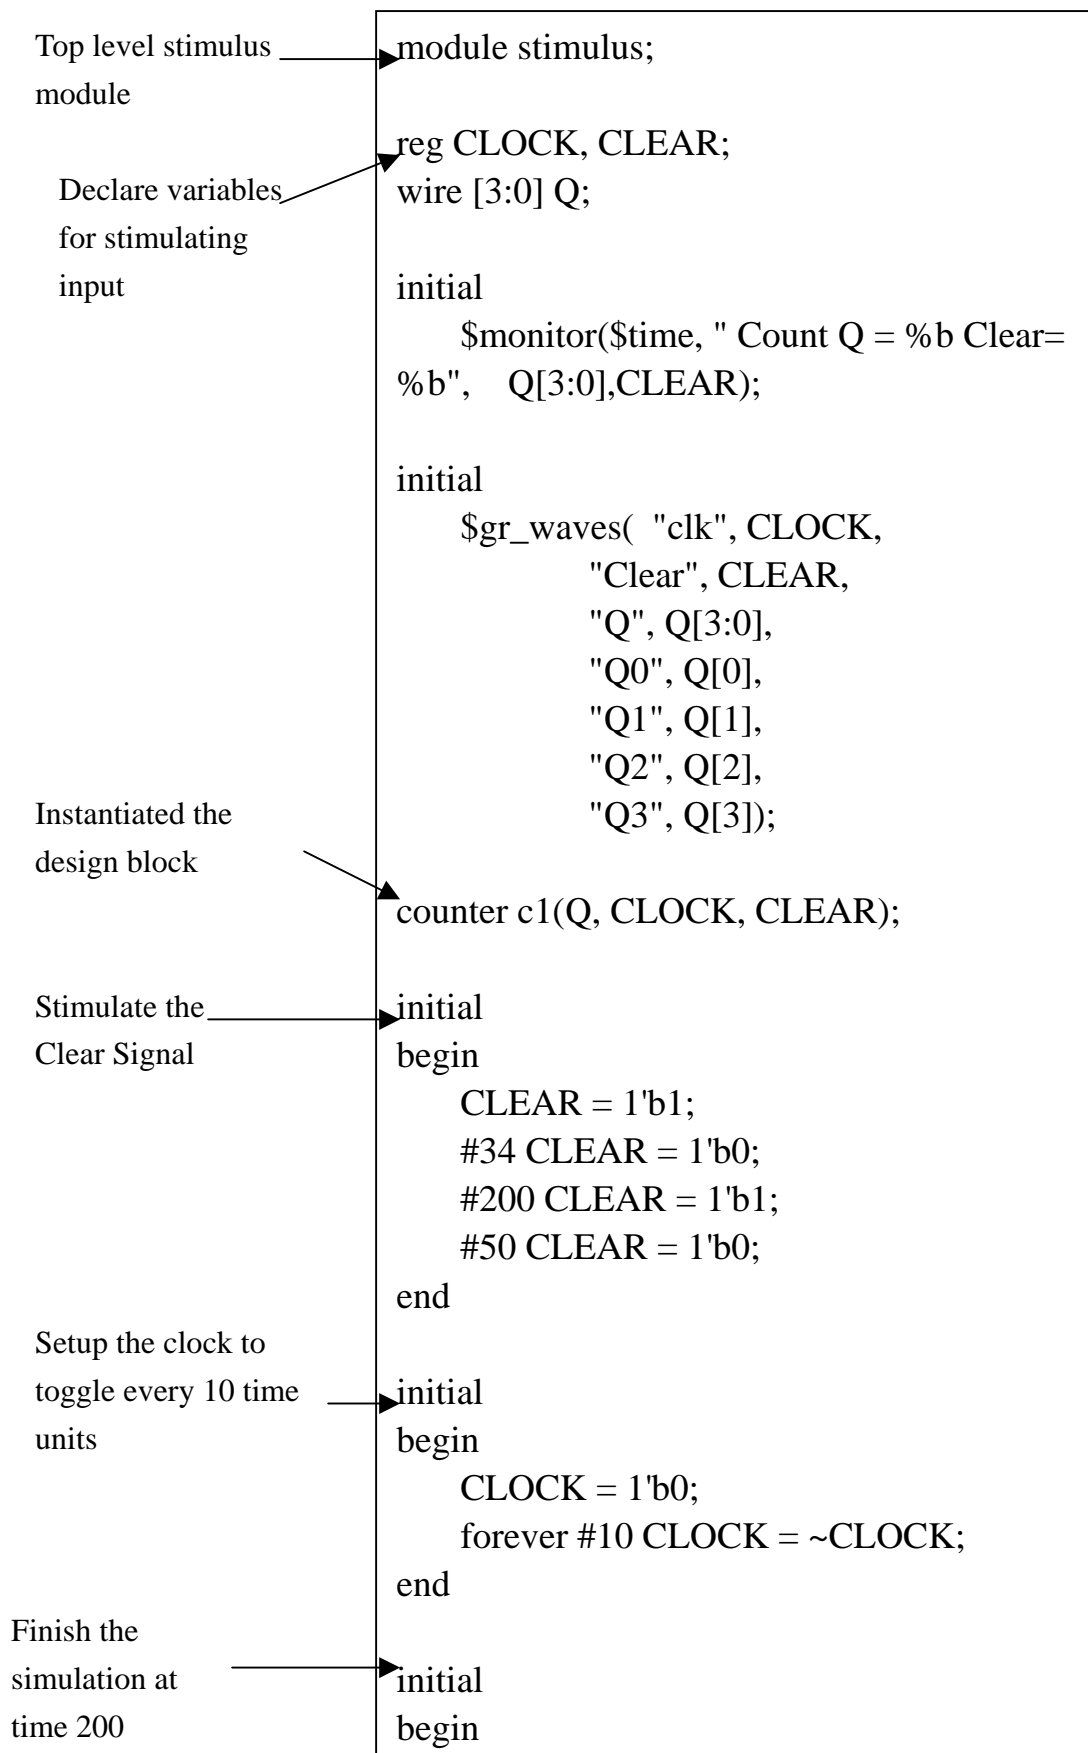 Top level stimulus
module
module stimulus;
reg CLOCK, CLEAR;
wire [3:0] Q;
Declare variables
for stimulating
input
initial
$monitor($time, " Count Q = %b Clear=
%b",    Q[3:0],CLEAR);
initial
$gr_waves(  "clk", CLOCK,
"Clear", CLEAR,
"Q", Q[3:0],
"Q0", Q[0],
"Q1", Q[1],
"Q2", Q[2],
"Q3", Q[3]);
Instantiated the
design block
counter c1(Q, CLOCK, CLEAR);
Stimulate the
Clear Signal
initial
begin
CLEAR = 1'b1;
#34 CLEAR = 1'b0;
#200 CLEAR = 1'b1;
#50 CLEAR = 1'b0;
end
Setup the clock to
toggle every 10 time
units
initial
begin
CLOCK = 1'b0;
forever #10 CLOCK = ~CLOCK;
end
Finish the
simulation at
time 200
initial
begin